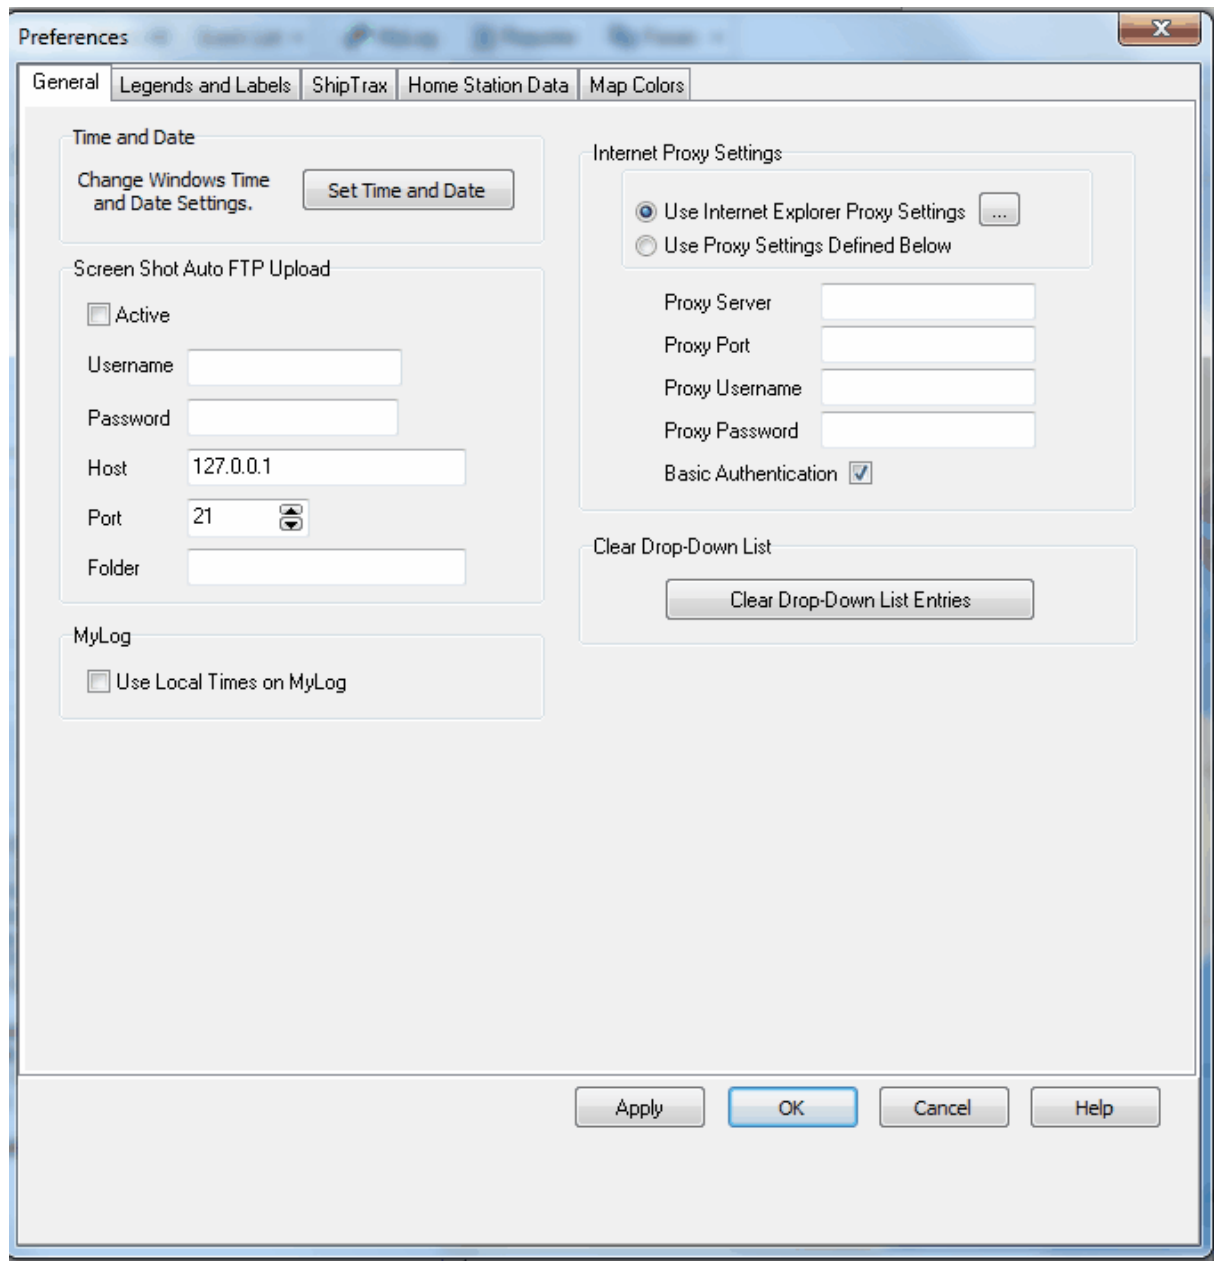 Preferences
X
General
Legends and Labels
ShipTrax
Home Station Data
Map Colors
Time and Date
Change Windows Time
and Date Settings.
Set Time and Date
Screen Shot Auto FTP Upload
Active
Username
Password
Host 127.0.0.1
Port 21
Folder
MyLog
Use Local Times on MyLog
Internet Proxy Settings
Use Internet Explorer Proxy Settings ...
Use Proxy Settings Defined Below
Proxy Server
Proxy Port
Proxy Username
Proxy Password
Basic Authentication
Clear Drop-Down List
Clear Drop-Down List Entries
Apply
OK
Cancel
Help